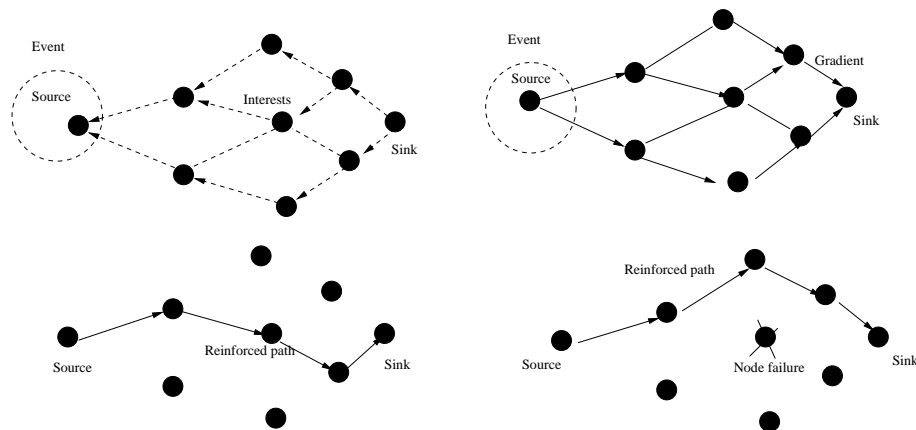 Event
Source
Interests
Sink
Event
Source
Gradient
Sink
Reinforced path
Source
Sink
Reinforced path
Source
Node failure
Sink